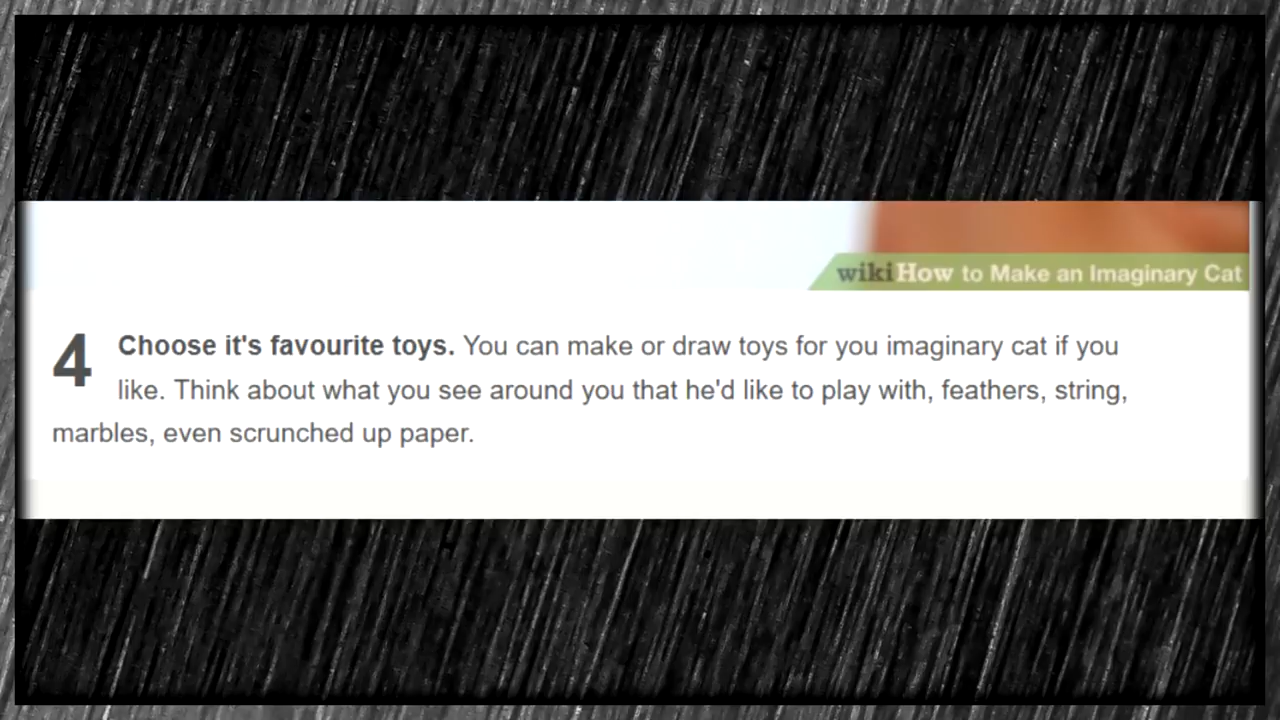 wikiHow to Make an Imaginary Cat
4 Choose it's favourite toys. You can make or draw toys for you imaginary cat if you
like. Think about what you see around you that he'd like to play with, feathers, string,
marbles, even scrunched up paper.